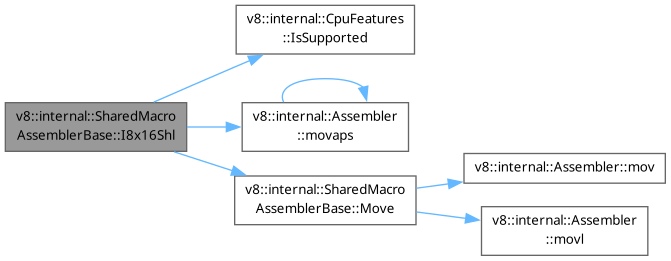 v8::internal::CpuFeatures
::IsSupported
v8::internal::SharedMacro
AssemblerBase::I8x16Shl
v8::internal::Assembler
::movaps
v8::internal::SharedMacro
AssemblerBase::Move
v8::internal::Assembler::mov
v8::internal::Assembler
::movl